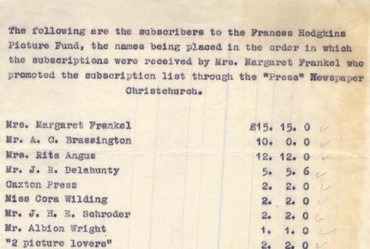 The following are the subscribers to the Frances Hodgkins
Picture Fund, the names being placed in the order in which
the subscriptions were received by Mrs. Margaret Frankel who
promoted the subscription list through the "Press" Newspaper
Christchurch.
Mrs. Margaret Frankel £15. 15. 0
Mr. A. C. Brassington 10. 0. 0
Mrs. Rita Angus 12. 12. 0
Mr. J. R. Delahunty 5. 5. 6
Caxton Press 2. 2. 0
Miss Cora Wilding 2. 2. 0
Mr. J. H. E. Schroder 2. 2. 0
Mr. Albion Wright 1. 1. 0
"2 picture lovers" 2. 2. 0